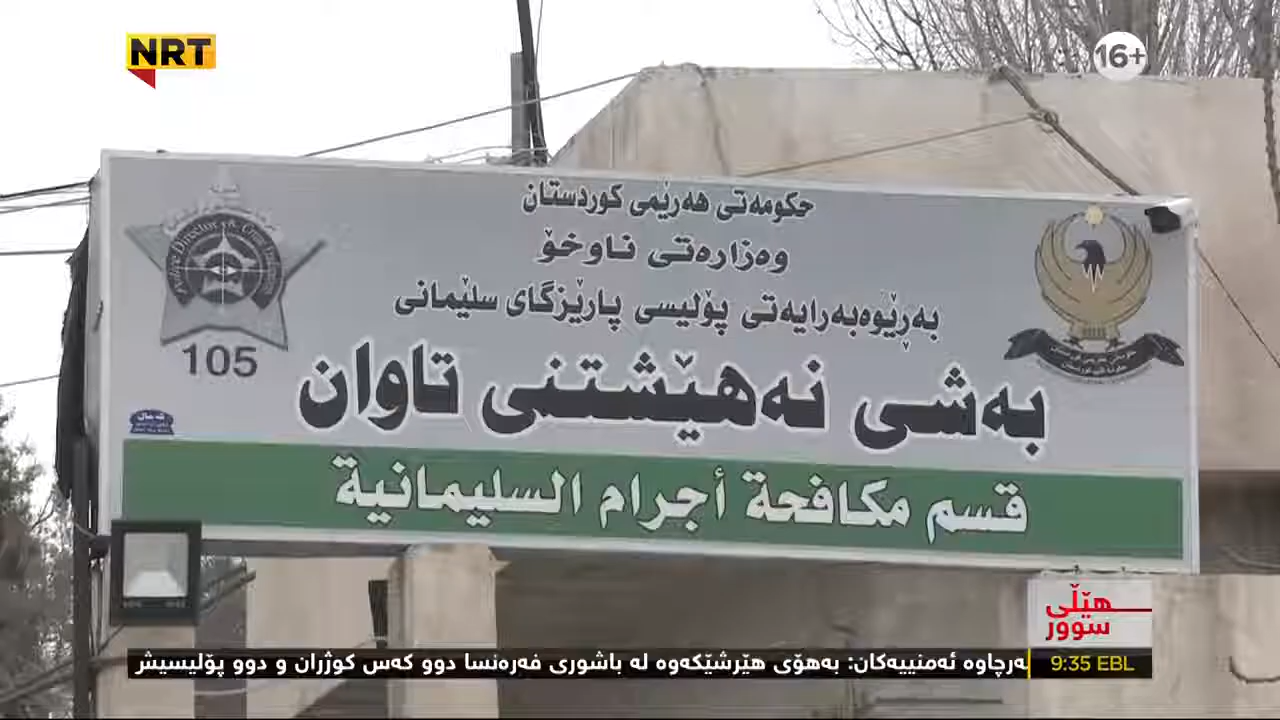 NRT
16+
حکومەتی هەرێمی کوردستان
وەزارەتی ناوخۆ
بەڕێوەبەرایەتی پۆلیسی پارێزگای سلێمانی
بەشی نەهێشتنی تاوان
قسم مكافحة أجرام السليمانية
105
هێڵی
سوور
9:35 EBL
ەرچاوە ئەمنییەکان: بەهۆی هێرشێکەوە لە باشوری فەرەنسا دوو کەس کوژران و دوو پۆلیسیش